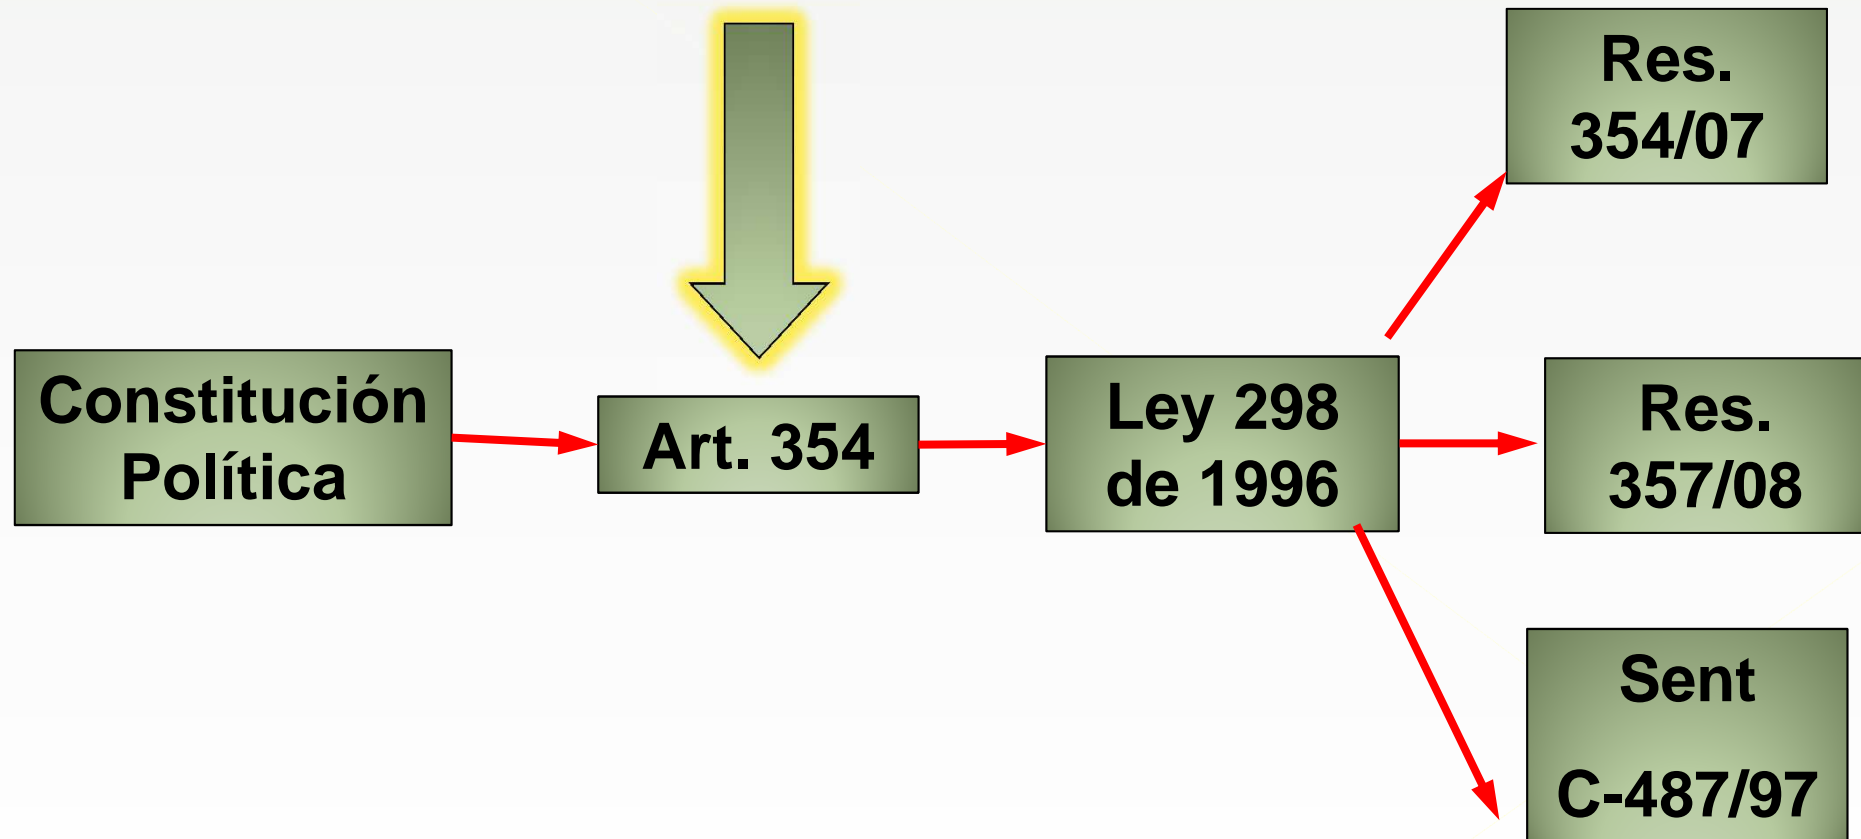 Constitución
Política
Art. 354
Ley 298
de 1996
Res.
354/07
Res.
357/08
Sent
C-487/97